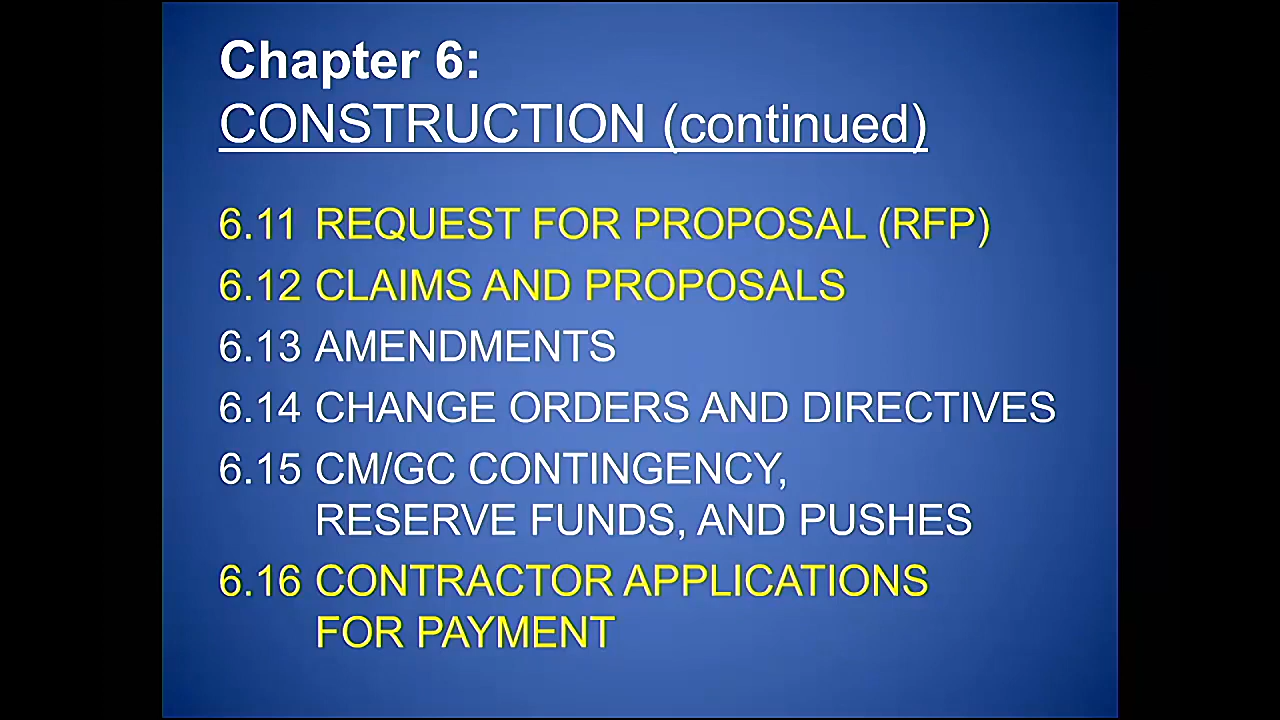 Chapter 6:
CONSTRUCTION (continued)
6.11 REQUEST FOR PROPOSAL (RFP)
6.12 CLAIMS AND PROPOSALS
6.13 AMENDMENTS
6.14 CHANGE ORDERS AND DIRECTIVES
6.15 CM/GC CONTINGENCY,
RESERVE FUNDS, AND PUSHES
6.16 CONTRACTOR APPLICATIONS
FOR PAYMENT